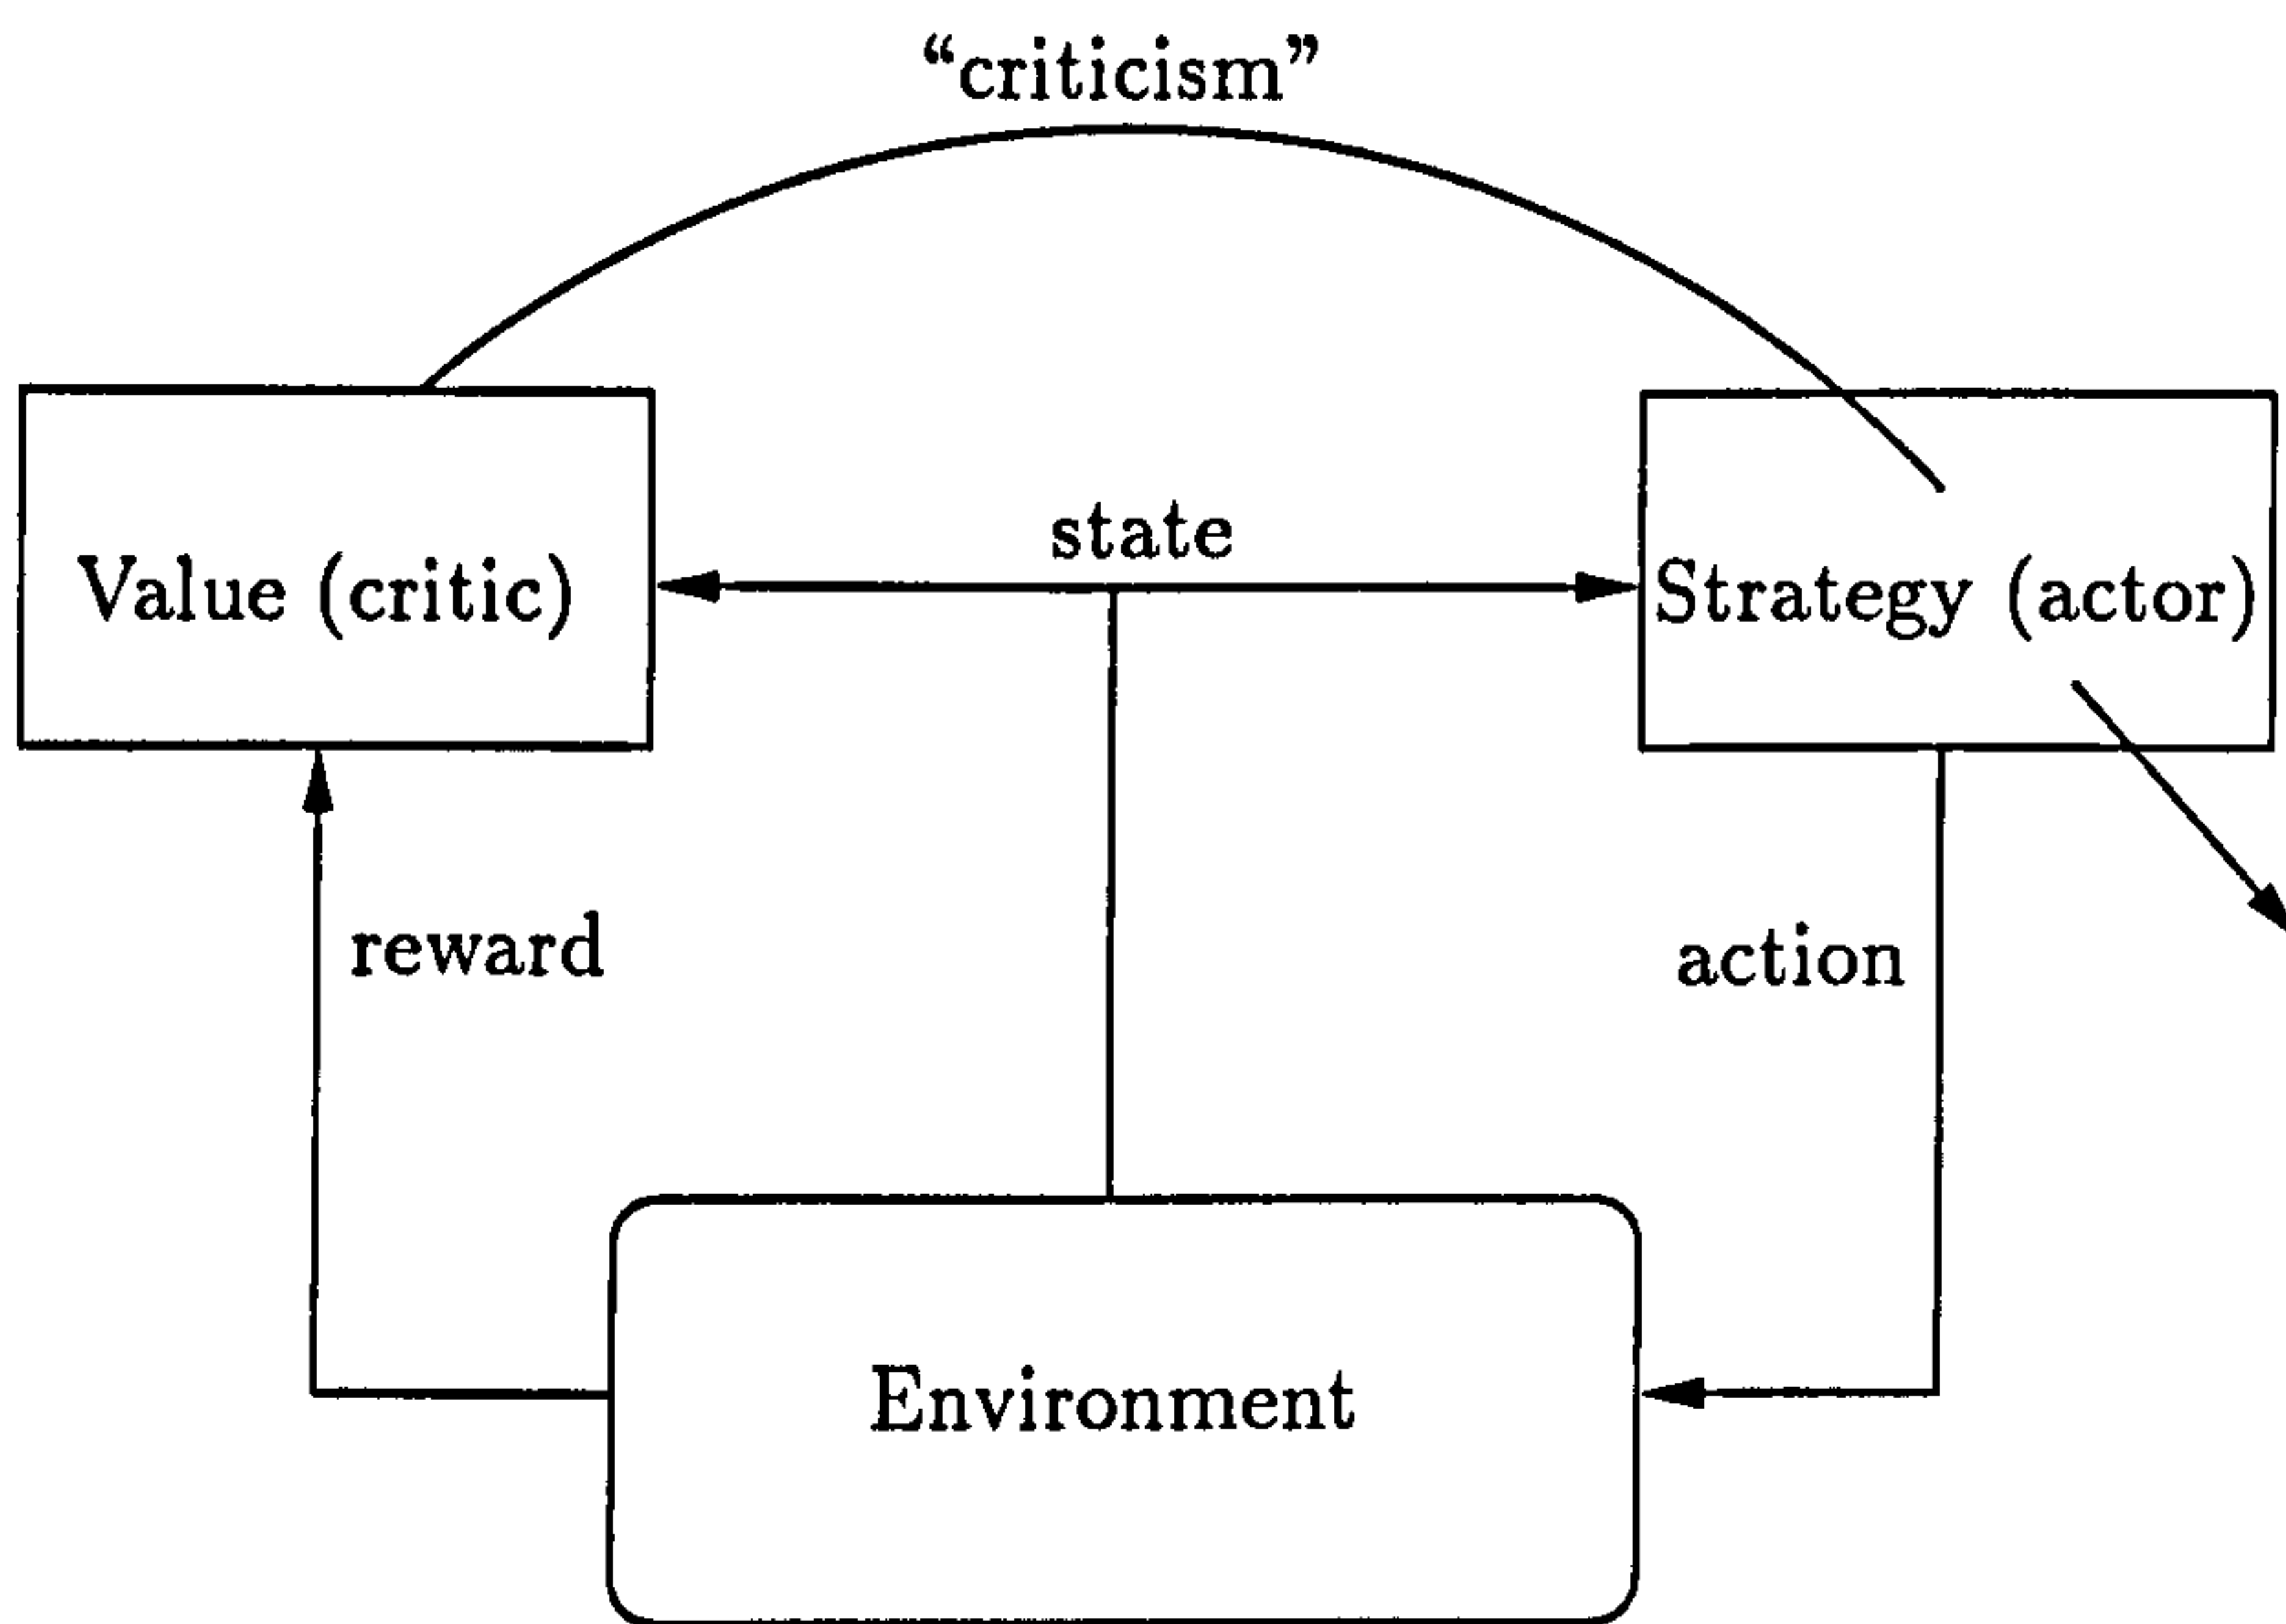 “criticism”
state
Value (critic)
Strategy (actor)
reward
action
Environment